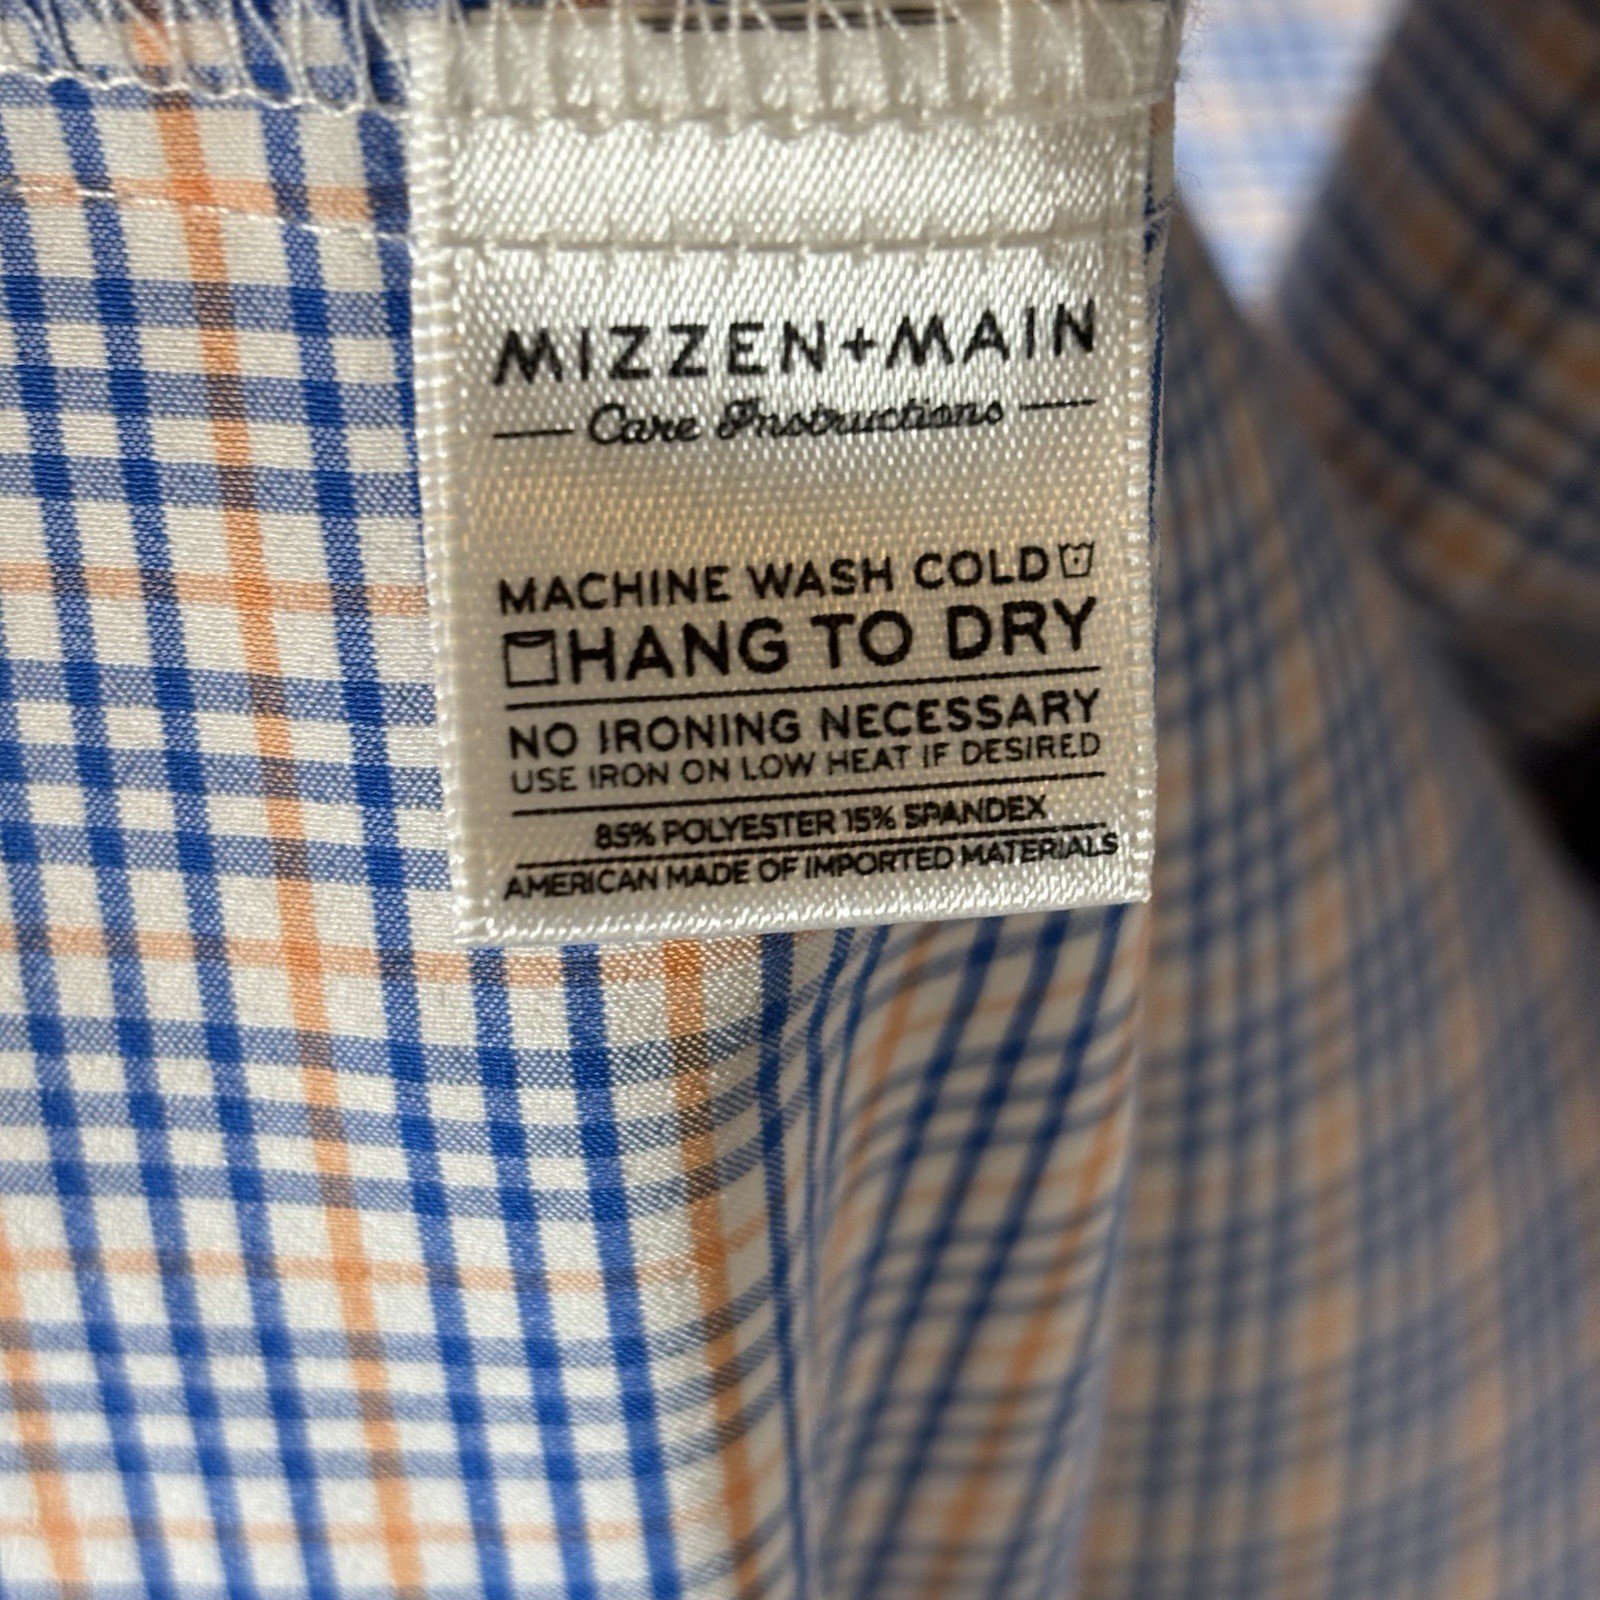 MIZZEN+MAIN
Care Instructions
MACHINE WASH COLD
HANG TO DRY
NO IRONING NECESSARY
USE IRON ON LOW HEAT IF DESIRED
85% POLYESTER 15% SPANDEX
AMERICAN MADE OF IMPORTED MATERIALS